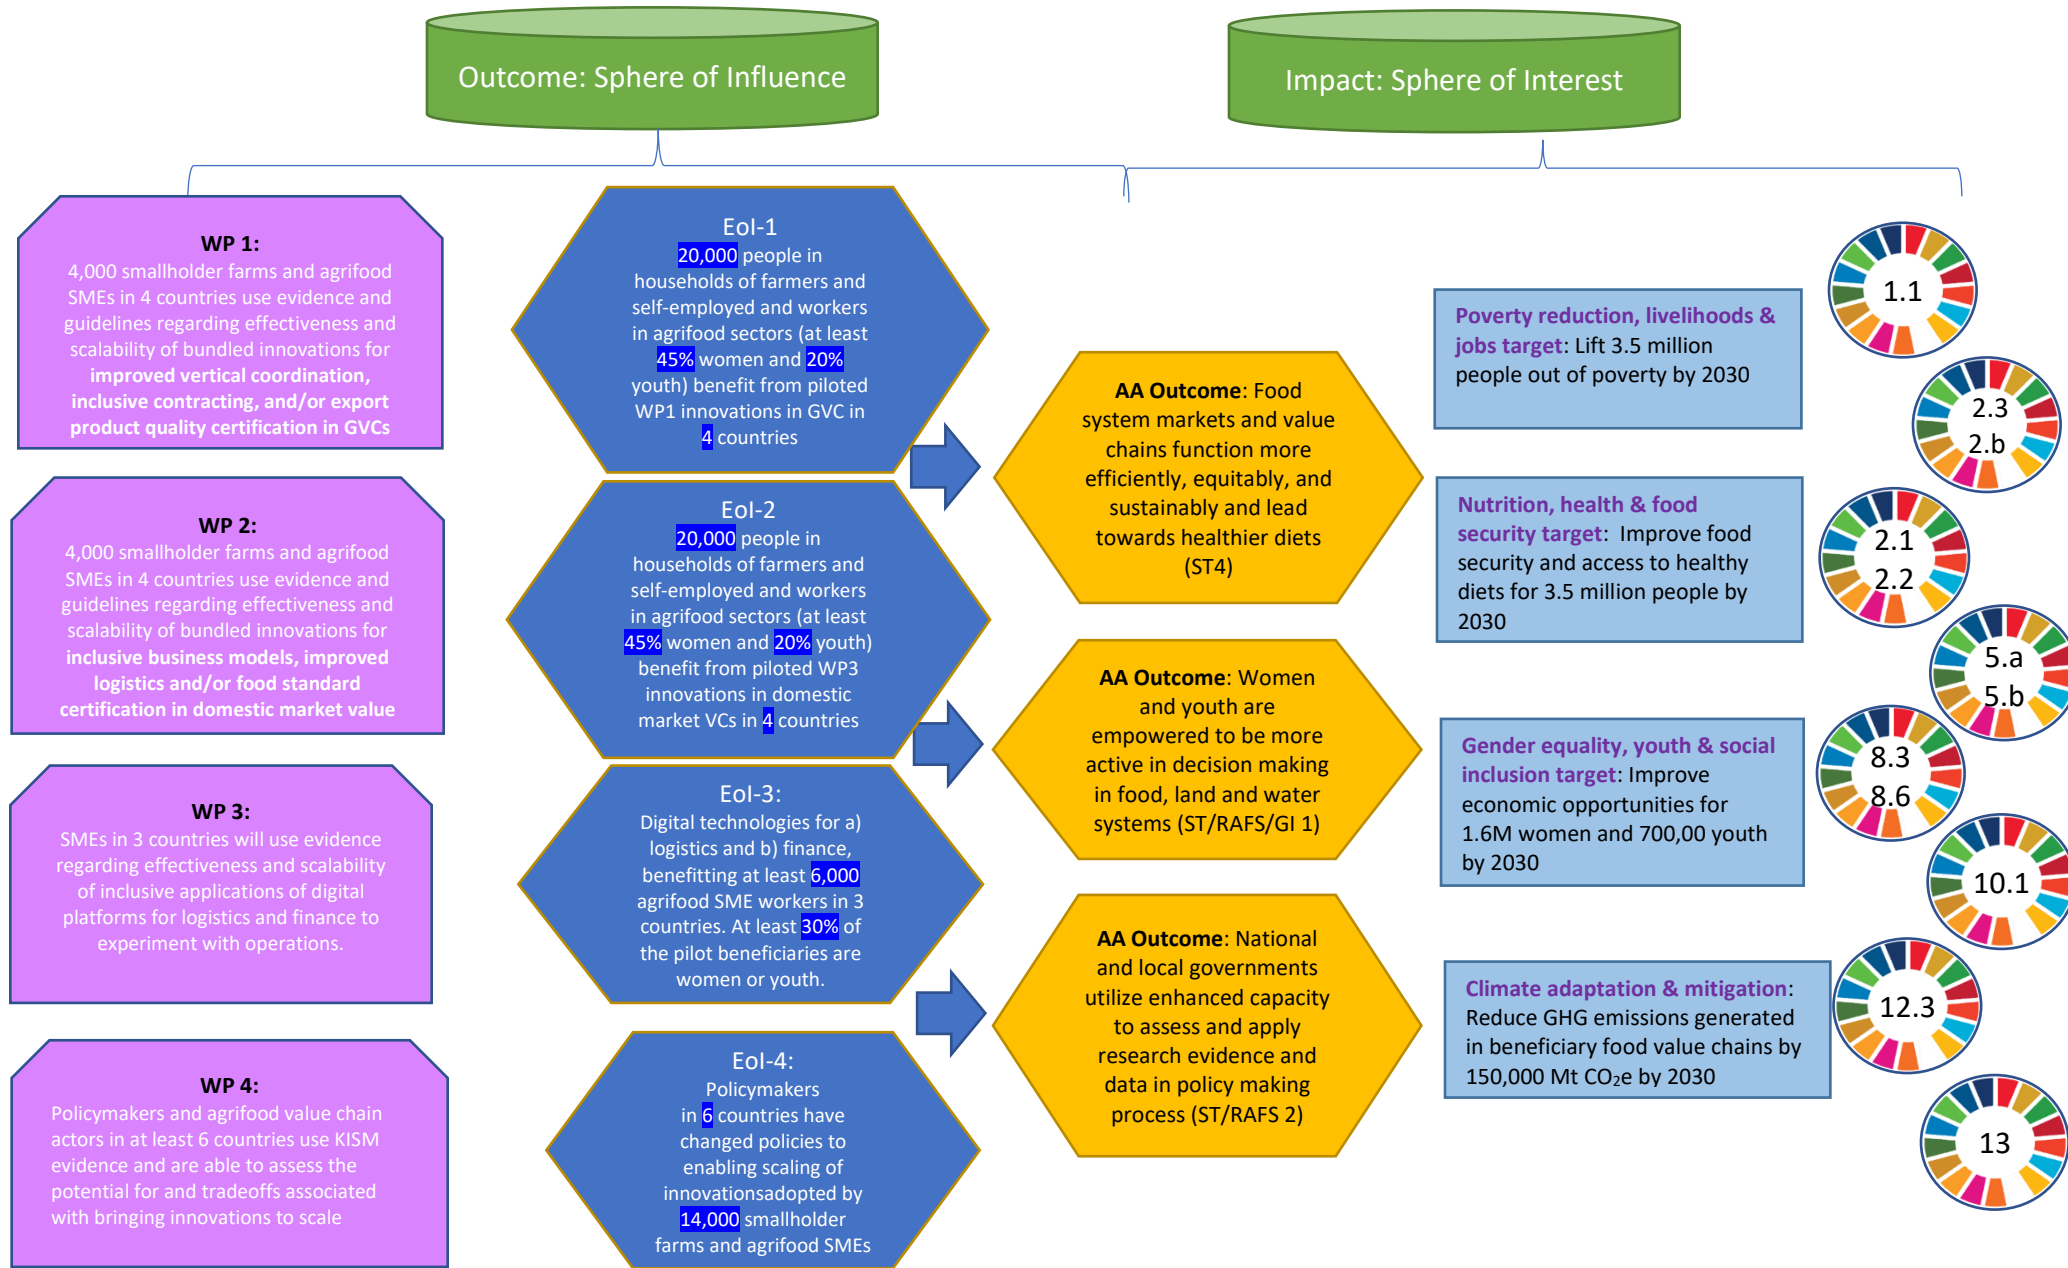 Outcome: Sphere of Influence
Impact: Sphere of Interest
WP 1:
4,000 smallholder farms and agrifood
SMEs in 4 countries use evidence and
guidelines regarding effectiveness and
scalability of bundled innovations for
improved vertical coordination,
inclusive contracting, and/or export
product quality certification in GVCs
WP 2:
4,000 smallholder farms and agrifood
SMEs in 4 countries use evidence and
guidelines regarding effectiveness and
scalability of bundled innovations for
inclusive business models, improved
logistics and/or food standard
certification in domestic market value
WP 3:
SMEs in 3 countries will use evidence
regarding effectiveness and scalability
of inclusive applications of digital
platforms for logistics and finance to
experiment with operations.
WP 4:
Policymakers and agrifood value chain
actors in at least 6 countries use KISM
evidence and are able to assess the
potential for and tradeoffs associated
with bringing innovations to scale
EoI-1
20,000 people in
households of farmers and
self-employed and workers
in agrifood sectors (at least
45% women and 20%
youth) benefit from piloted
WP1 innovations in GVC in
4 countries
EoI-2
20,000 people in
households of farmers and
self-employed and workers
in agrifood sectors (at least
45% women and 20% youth)
benefit from piloted WP3
innovations in domestic
market VCs in 4 countries
EoI-3:
Digital technologies for a)
logistics and b) finance,
benefitting at least 6,000
agrifood SME workers in 3
countries. At least 30% of
the pilot beneficiaries are
women or youth.
EoI-4:
Policymakers
in 6 countries have
changed policies to
enabling scaling of
innovationsadopted by
14,000 smallholder
farms and agrifood SMEs
AA Outcome: Food
system markets and value
chains function more
efficiently, equitably, and
sustainably and lead
towards healthier diets
(ST4)
AA Outcome: Women
and youth are
empowered to be more
active in decision making
in food, land and water
systems (ST/RAFS/GI 1)
AA Outcome: National
and local governments
utilize enhanced capacity
to assess and apply
research evidence and
data in policy making
process (ST/RAFS 2)
Poverty reduction, livelihoods &
jobs target: Lift 3.5 million
people out of poverty by 2030
Nutrition, health & food
security target: Improve food
security and access to healthy
diets for 3.5 million people by
2030
Gender equality, youth & social
inclusion target: Improve
economic opportunities for
1.6M women and 700,00 youth
by 2030
Climate adaptation & mitigation:
Reduce GHG emissions generated
in beneficiary food value chains by
150,000 Mt CO₂e by 2030
1.1
2.3
2.b
2.1
2.2
5.a
5.b
8.3
8.6
10.1
12.3
13